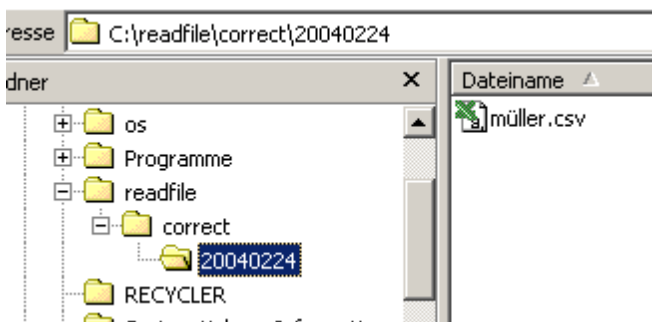 resse C:\readfile\correct\20040224
dner
Dateiname
os
müller.csv
Programme
readfile
correct
20040224
RECYCLER